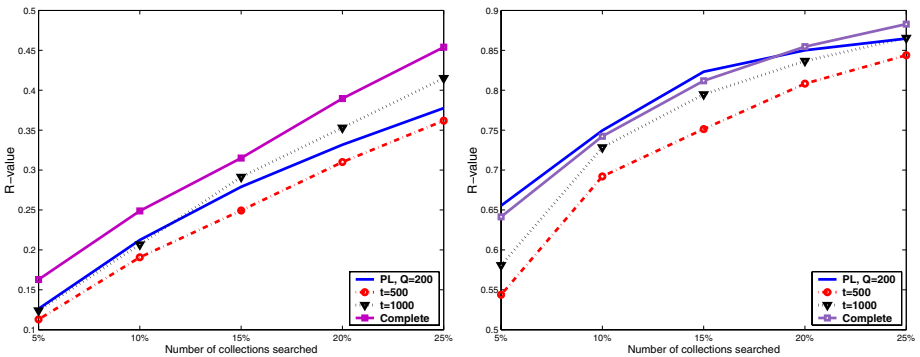 0.5
0.45
0.4
0.35
0.3
0.25
0.2
0.15
0.1
R-value
5%
10%
15%
20%
25%
Number of collections searched
PL, Q=200
t=500
t=1000
Complete
0.9
0.85
0.8
0.75
0.7
0.65
0.6
0.55
0.5
R-value
5%
10%
15%
20%
25%
Number of collections searched
PL, Q=200
t=500
t=1000
Complete